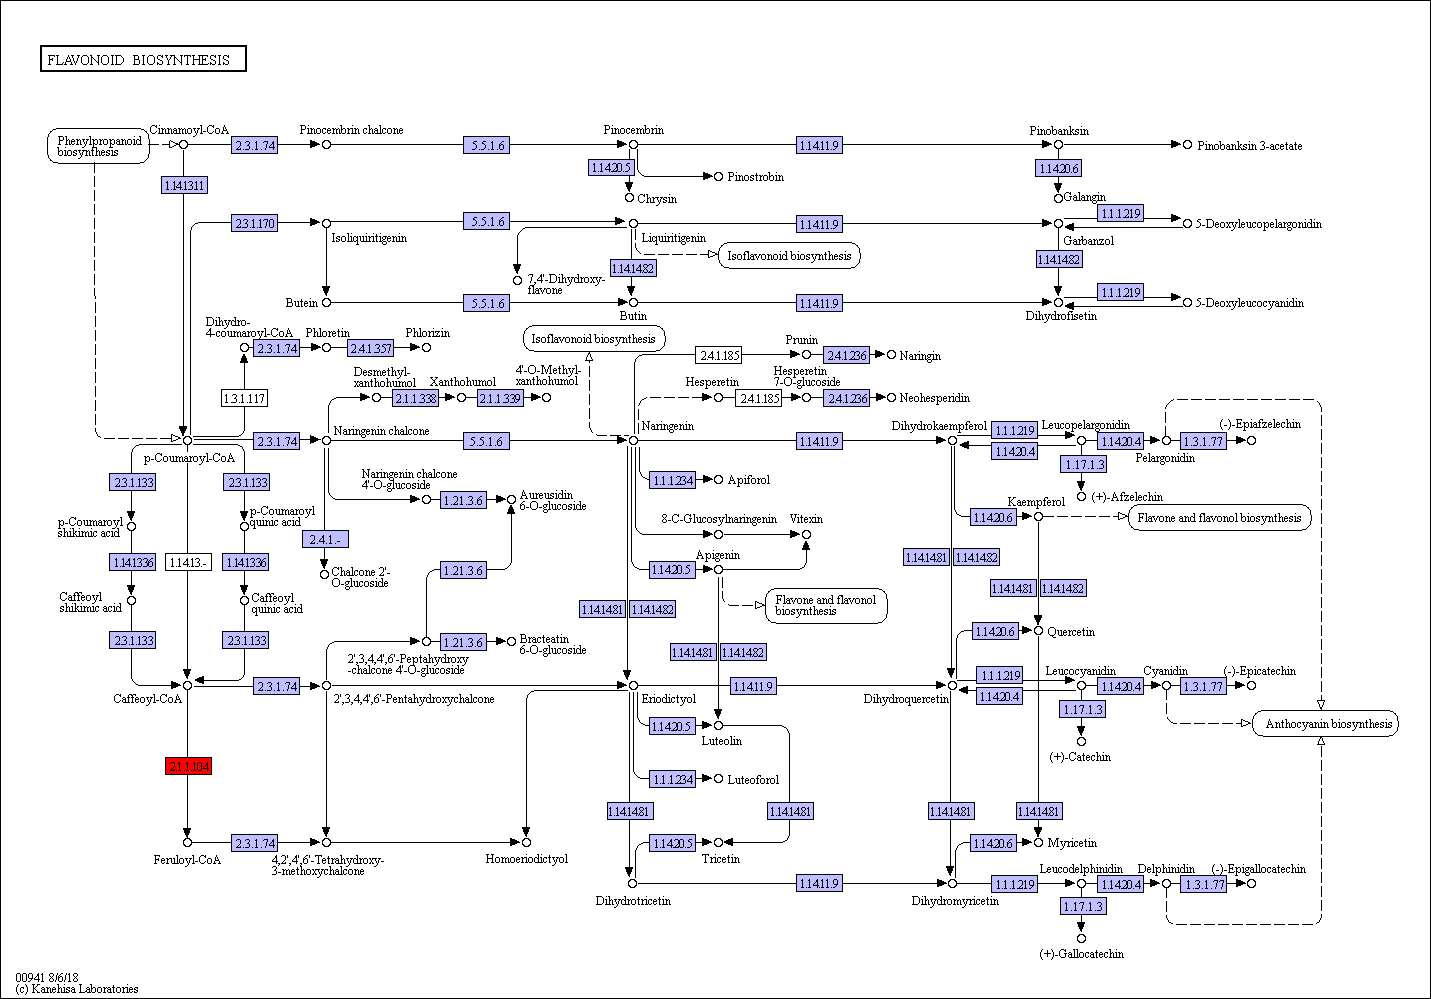 FLAVONOID BIOSYNTHESIS
Phenylpropanoid
biosynthesis
Cinnamoyl-CoA
2.3.1.74
Pinocembrin chalcone
5.5.1.6
Pinocembrin
1.14.11.9
Pinobanksin
Pinobanksin 3-acetate
1.14.20.5
Pinostrobin
Chrysin
1.14.20.6
Galangin
1.14.13.11
2.3.1.170
Isoliquiritigenin
5.5.1.6
Liquiritigenin
1.14.11.9
Garbanzol
1.1.1.219
5-Deoxyleucopelargonidin
Isoflavonoid biosynthesis
1.14.14.82
1.14.14.82
7,4'-Dihydroxy-
flavone
Butein
5.5.1.6
Butin
1.14.11.9
Dihydrofisetin
1.1.1.219
5-Deoxyleucocyanidin
Dihydro-
4-coumaroyl-CoA
2.3.1.74
Phloretin
2.4.1.357
Phlorizin
Isoflavonoid biosynthesis
2.4.1.185
Prunin
2.4.1.236
Naringin
1.3.1.117
Desmethyl-
xanthohumol
2.1.1.338
Xanthohumol
2.1.1.339
4'-O-Methyl-
xanthohumol
Hesperetin
2.4.1.185
Hesperetin
7-O-glucoside
2.4.1.236
Neohesperidin
p-Coumaroyl-CoA
2.3.1.74
Naringenin chalcone
5.5.1.6
Naringenin
1.14.11.9
Dihydrokaempferol
1.1.1.219
1.14.20.4
Leucopelargonidin
1.14.20.4
Pelargonidin
1.3.1.77
(-)-Epiafzelechin
1.17.1.3
(+)-Afzelechin
2.3.1.133
2.3.1.133
Naringenin chalcone
4'-O-glucoside
1.21.3.6
Aureusidin
6-O-glucoside
1.1.1.234
Apiforol
p-Coumaroyl
shikimic acid
p-Coumaroyl
quinic acid
2.4.1.-
8-C-Glucosylnaringenin
Vitexin
1.14.20.6
Kaempferol
Flavone and flavonol biosynthesis
1.14.13.36
1.14.13.-
1.14.13.36
Chalcone 2'-
O-glucoside
1.21.3.6
1.14.20.5
Apigenin
1.14.14.81
1.14.14.82
1.14.14.81
1.14.14.82
Caffeoyl
shikimic acid
Caffeoyl
quinic acid
1.14.14.81
1.14.14.82
Flavone and flavonol
biosynthesis
2.3.1.133
2.3.1.133
1.21.3.6
Bracteatin
6-O-glucoside
1.14.14.81
1.14.14.82
1.14.20.6
Quercetin
2',3,4,4',6'-Peptahydroxy
-chalcone 4'-O-glucoside
Caffeoyl-CoA
2.3.1.74
2',3,4,4',6'-Pentahydroxychalcone
Eriodictyol
1.14.11.9
Dihydroquercetin
1.1.1.219
1.14.20.4
Leucocyanidin
1.14.20.4
Cyanidin
1.3.1.77
(-)-Epicatechin
1.17.1.3
(+)-Catechin
Anthocyanin biosynthesis
1.14.20.5
Luteolin
2.1.1.104
1.1.1.234
Luteoforol
1.14.14.81
1.14.14.81
1.14.14.81
1.14.14.81
Feruloyl-CoA
2.3.1.74
4,2',4',6'-Tetrahydroxy-
3-methoxychalcone
Homoeriodictyol
1.14.20.5
Tricetin
1.14.20.6
Myricetin
Dihydrotricetin
1.14.11.9
Dihydromyricetin
1.1.1.219
Leucodelphinidin
1.14.20.4
Delphinidin
1.3.1.77
(-)-Epigallocatechin
1.17.1.3
(+)-Gallocatechin
00941 8/6/18
(c) Kanehisa Laboratories